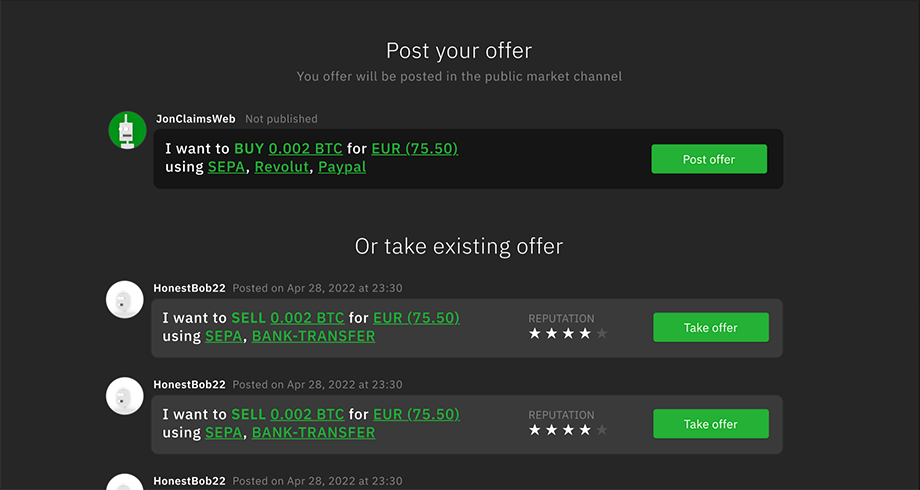 Post your offer
You offer will be posted in the public market channel
JonClaimsWeb Not published
I want to BUY 0.002 BTC for EUR (75.50)
using SEPA, Revolut, Paypal
Post offer
Or take existing offer
HonestBob22 Posted on Apr 28, 2022 at 23:30
I want to SELL 0.002 BTC for EUR (75.50)
using SEPA, BANK-TRANSFER
REPUTATION
Take offer
HonestBob22 Posted on Apr 28, 2022 at 23:30
I want to SELL 0.002 BTC for EUR (75.50)
using SEPA, BANK-TRANSFER
REPUTATION
Take offer
HonestBob22 Posted on Apr 28, 2022 at 23:30